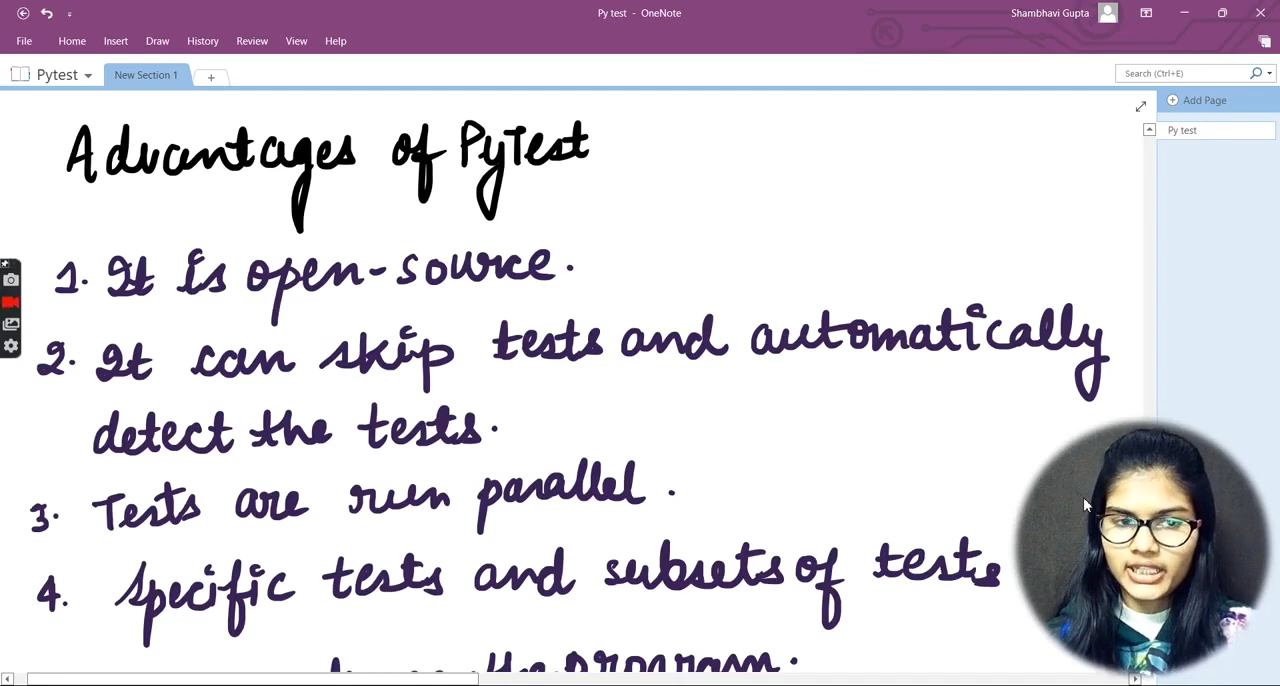 Py test - OneNote
Shambhavi Gupta
File Home Insert Draw History Review View Help
Pytest
New Section 1
Search (Ctrl+E)
Add Page
Py test
Advantages of PyTest
1. It is open-source.
2. It can skip tests and automatically
detect the tests.
3. Tests are run parallel.
4. Specific tests and subsets of tests
the program.